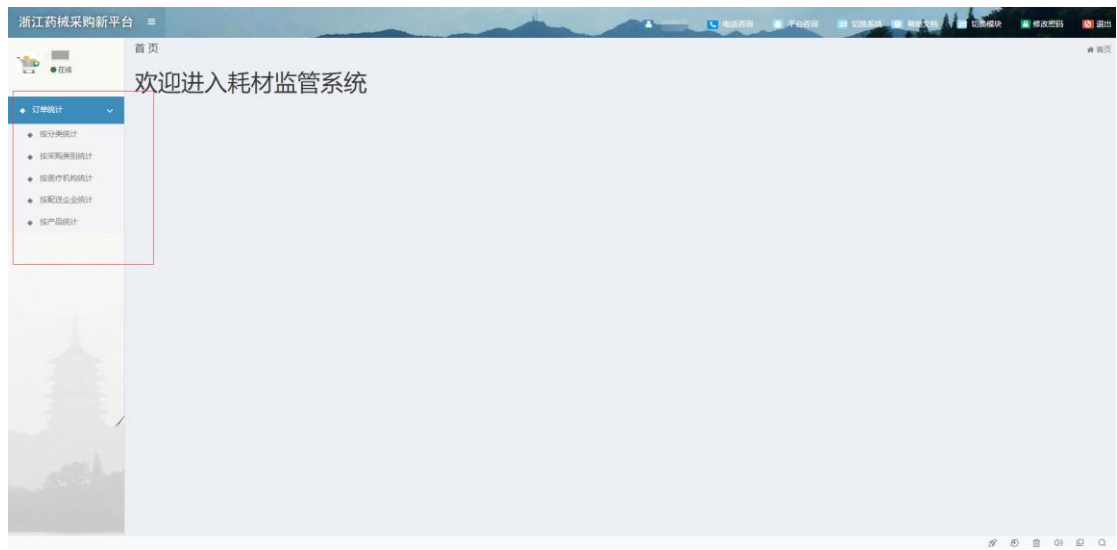 浙江药械采购新平台
电话咨询
平台咨询
切换系统
帮助文档
切换模块
修改密码
退出
在线
首页
首页
欢迎进入耗材监管系统
订单统计
按分类统计
按采购类别统计
按医疗机构统计
按配送企业统计
按产品统计